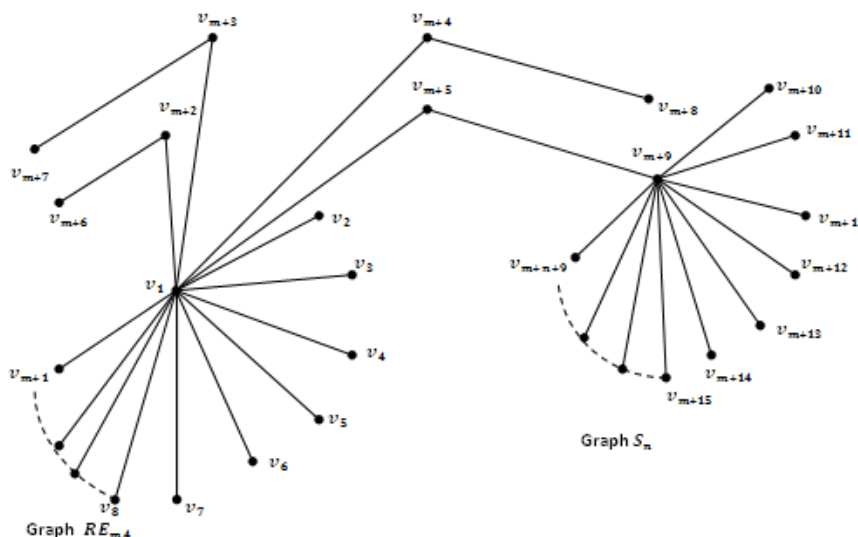 v_{m+3}
v_{m+4}
v_{m+5}
v_{m+10}
v_{m+8}
v_{m+2}
v_{m+11}
v_{m+9}
v_{m+7}
v_{m+6}
v_2
v_{m+1}
v_3
v_{m+n+9}
v_{m+12}
v_1
v_{m+13}
v_4
v_{m+1}
v_{m+14}
v_{m+15}
v_5
Graph S_n
v_6
v_8
v_7
Graph RE_{m,4}